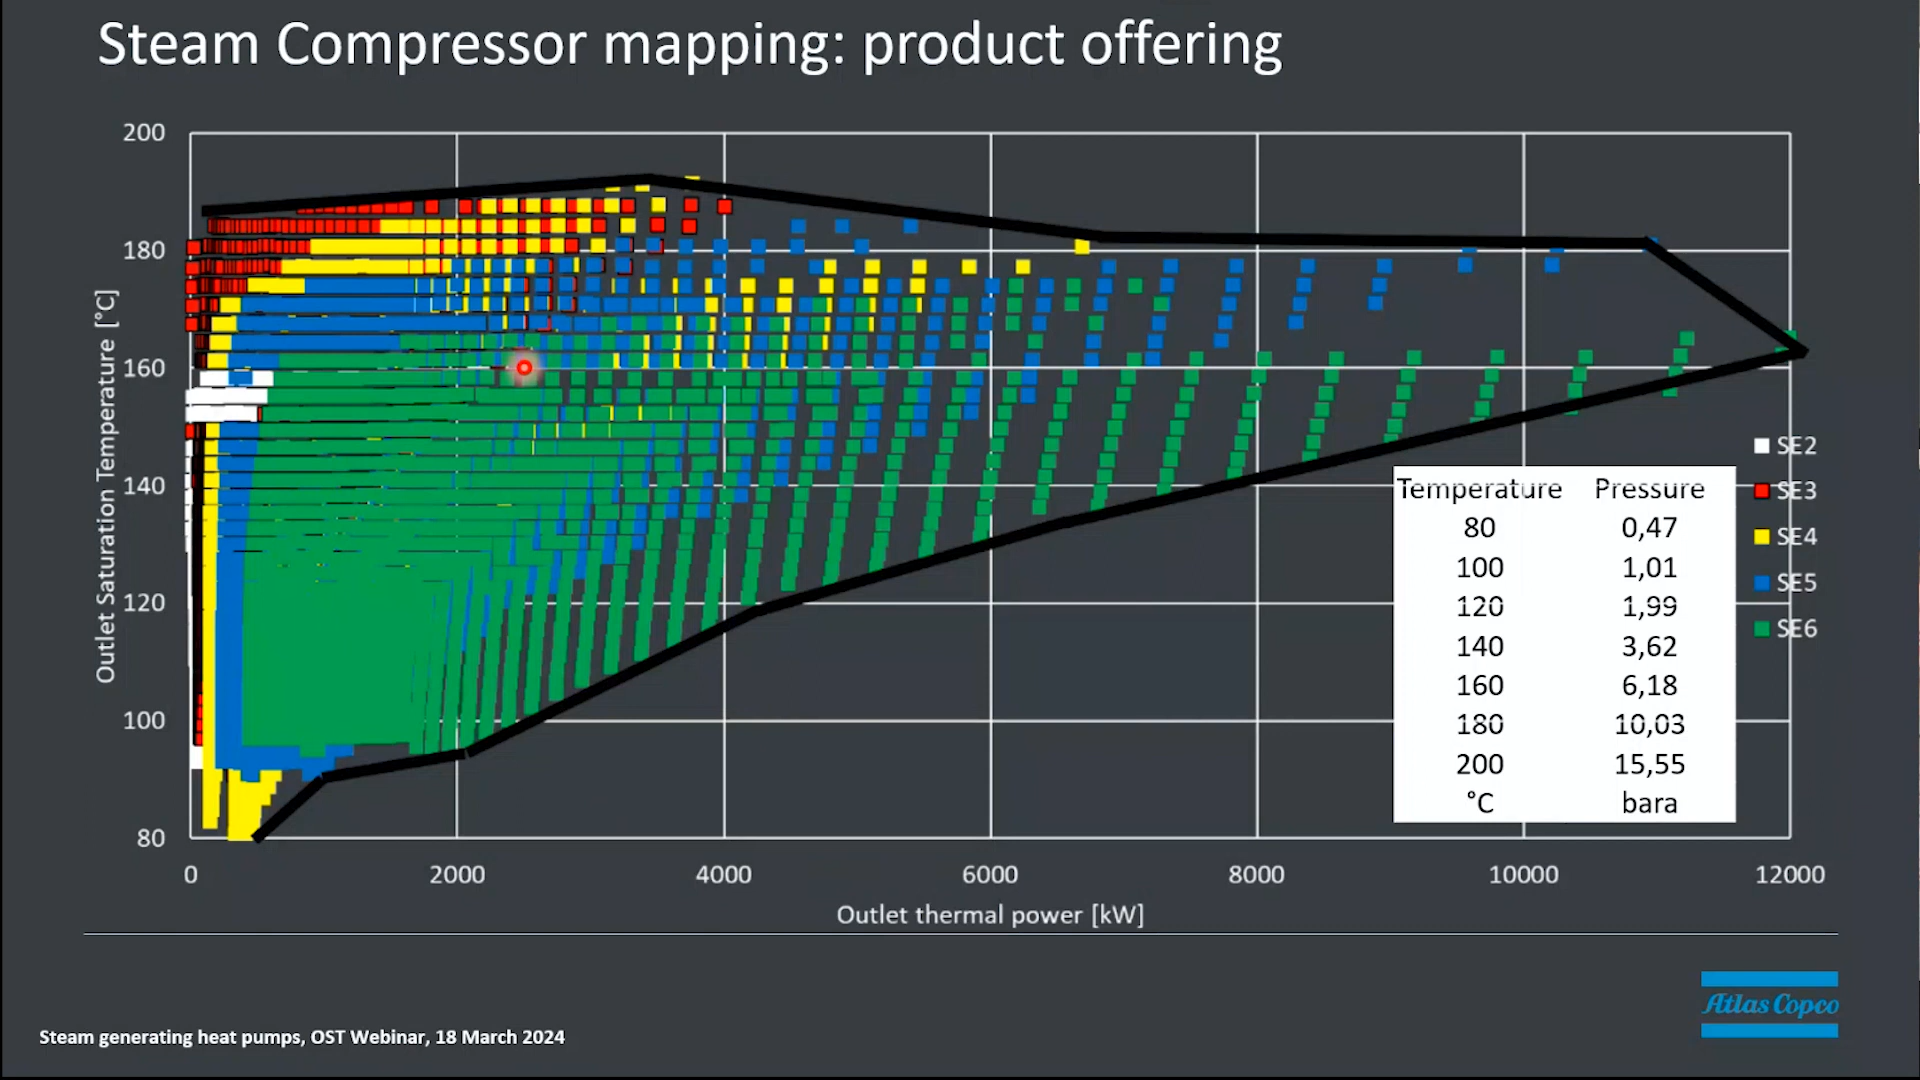 Steam Compressor mapping: product offering
200
180
160
140
120
100
80
Outlet Saturation Temperature [°C]
0 2000 4000 6000 8000 10000 12000
Outlet thermal power [kW]
SE2
SE3
SE4
SE5
SE6
Temperature Pressure
80 0,47
100 1,01
120 1,99
140 3,62
160 6,18
180 10,03
200 15,55
°C bara
Atlas Copco
Steam generating heat pumps, OST Webinar, 18 March 2024